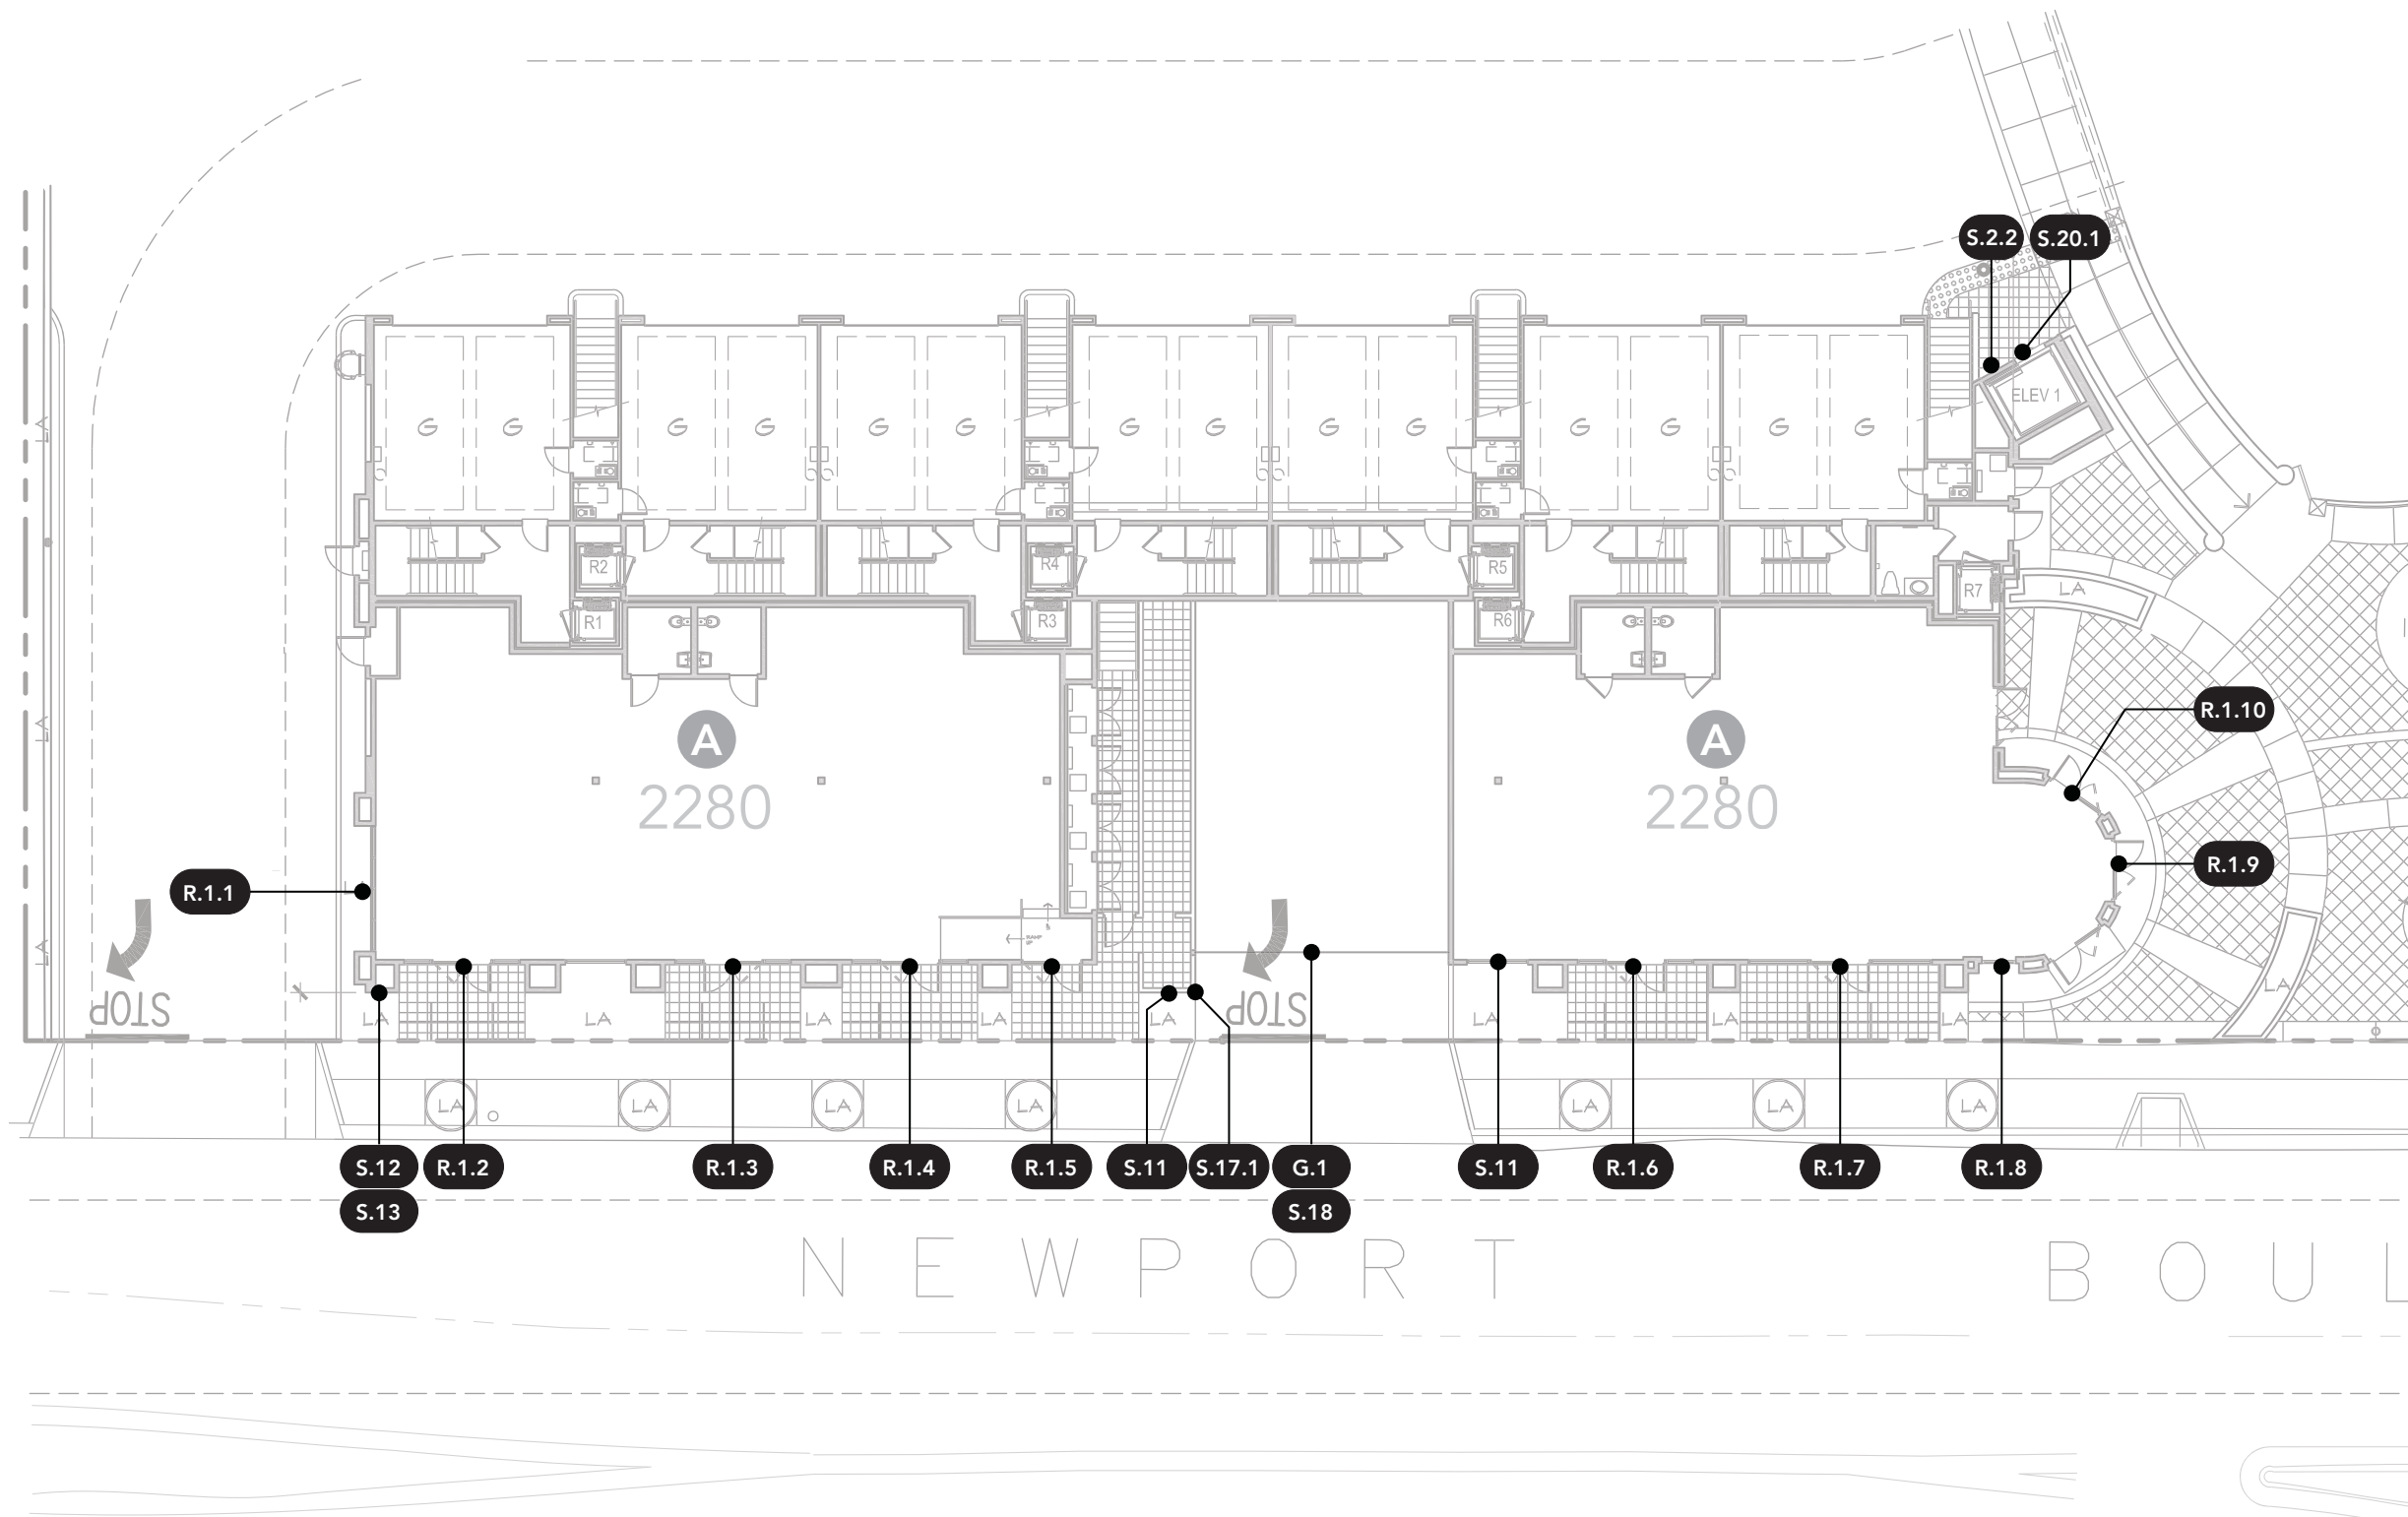 S.2.2 S.20.1
ELEV 1
G G G G G G G G G G G G G G
R2 R4 R5 R7
R1 R3 R6
LA
A A
2280 2280
R.1.10
R.1.9
R.1.1
RAMP
UP
STOP STOP
LA LA LA LA LA LA LA LA LA
LA LA LA LA LA LA LA
S.12 R.1.2 R.1.3 R.1.4 R.1.5 S.11 S.17.1 G.1 S.11 R.1.6 R.1.7 R.1.8
S.13 S.18
NEWPORT BOUL